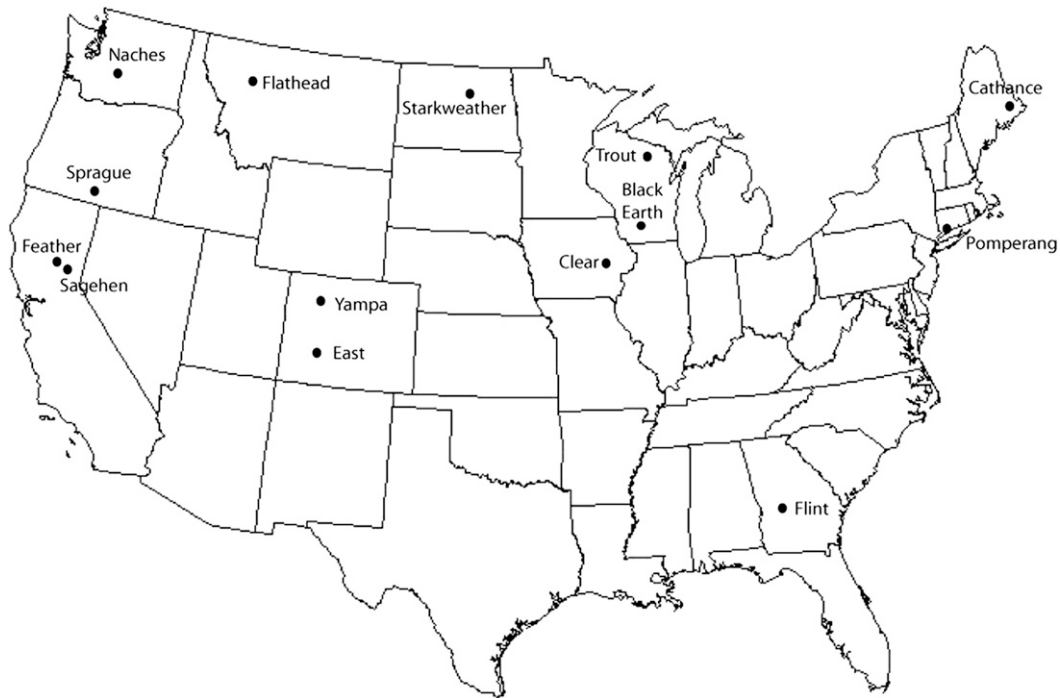 Naches
Flathead
Cathance
Starkweather
Trout
Sprague
Black
Earth
Feather
Pomperang
Clear
Sagehen
Yampa
East
Flint